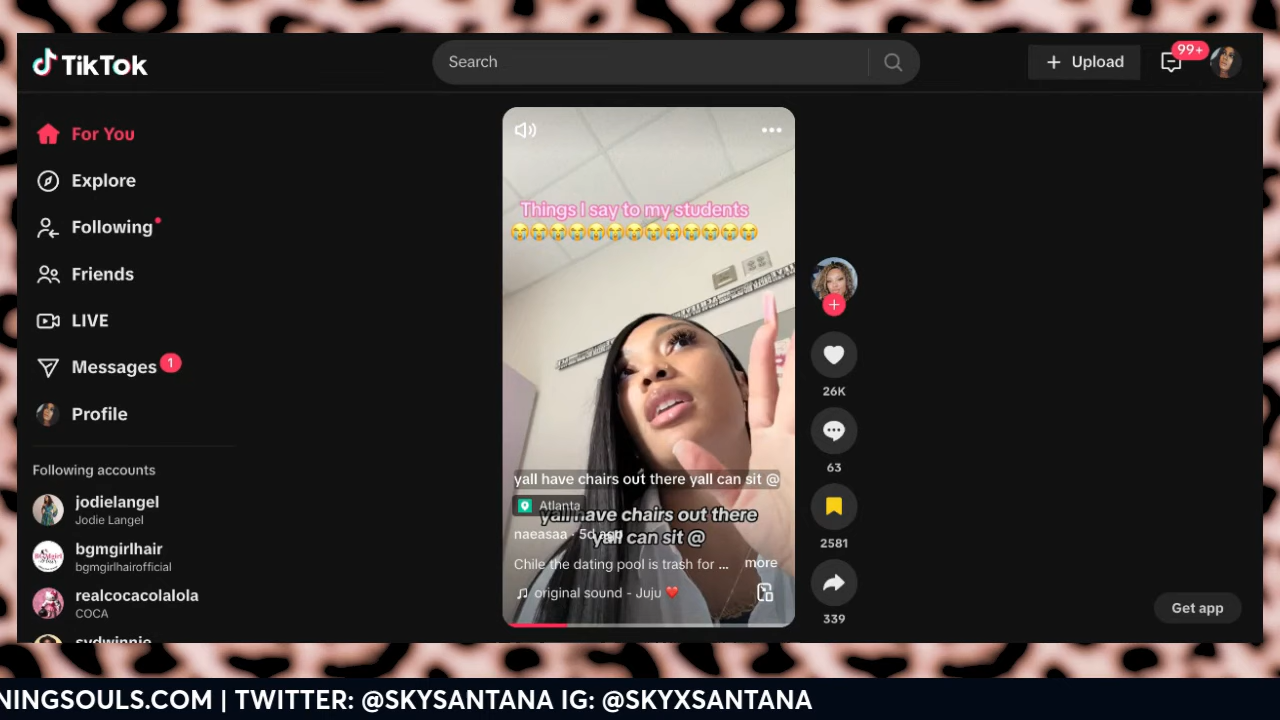 TikTok
Search
Upload
99+
For You
Explore
Following
Friends
LIVE
Messages
1
Profile
Following accounts
jodielangel
Jodie Langel
bgmgirlhair
bgmgirlhairofficial
realcocacolalola
COCA
sydwinnie
Things I say to my students
😭😭😭😭😭😭😭😭😭😭😭😭😭
yall have chairs out there yall can sit @
Atlanta
yall have chairs out there
yall can sit @
naeasaa · 5d ago
Chile the dating pool is trash for ... more
original sound - Juju ❤️
26K
63
2581
339
Get app
NINGSOULS.COM | TWITTER: @SKYSANTANA IG: @SKYXSANTANA